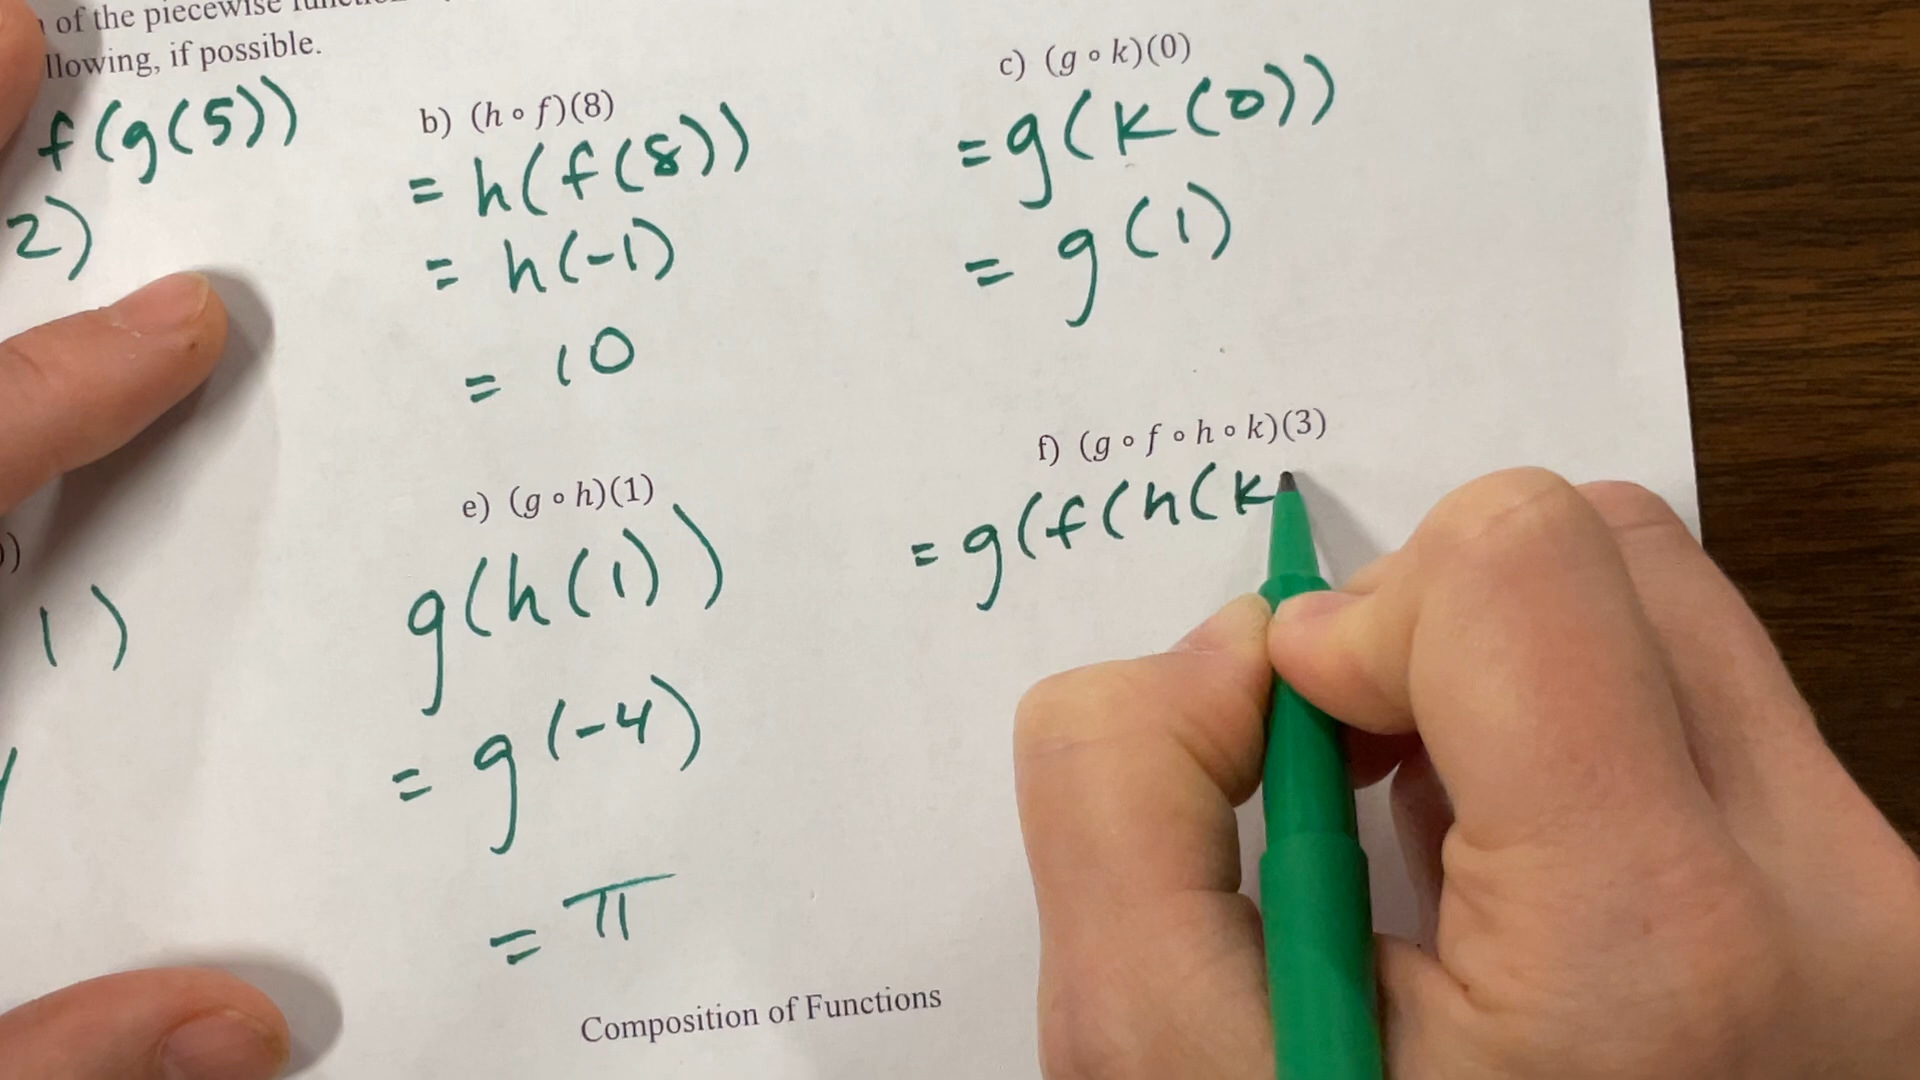 of the piecewise
llowing, if possible.
f(g(5))
2)
b) (h ∘ f)(8)
= h(f(8))
= h(-1)
= 10
c) (g ∘ k)(0)
= g(k(0))
= g(1)
1)
e) (g ∘ h)(1)
g(h(1))
= g(-4)
= π
f) (g ∘ f ∘ h ∘ k)(3)
= g(f(h(k
Composition of Functions